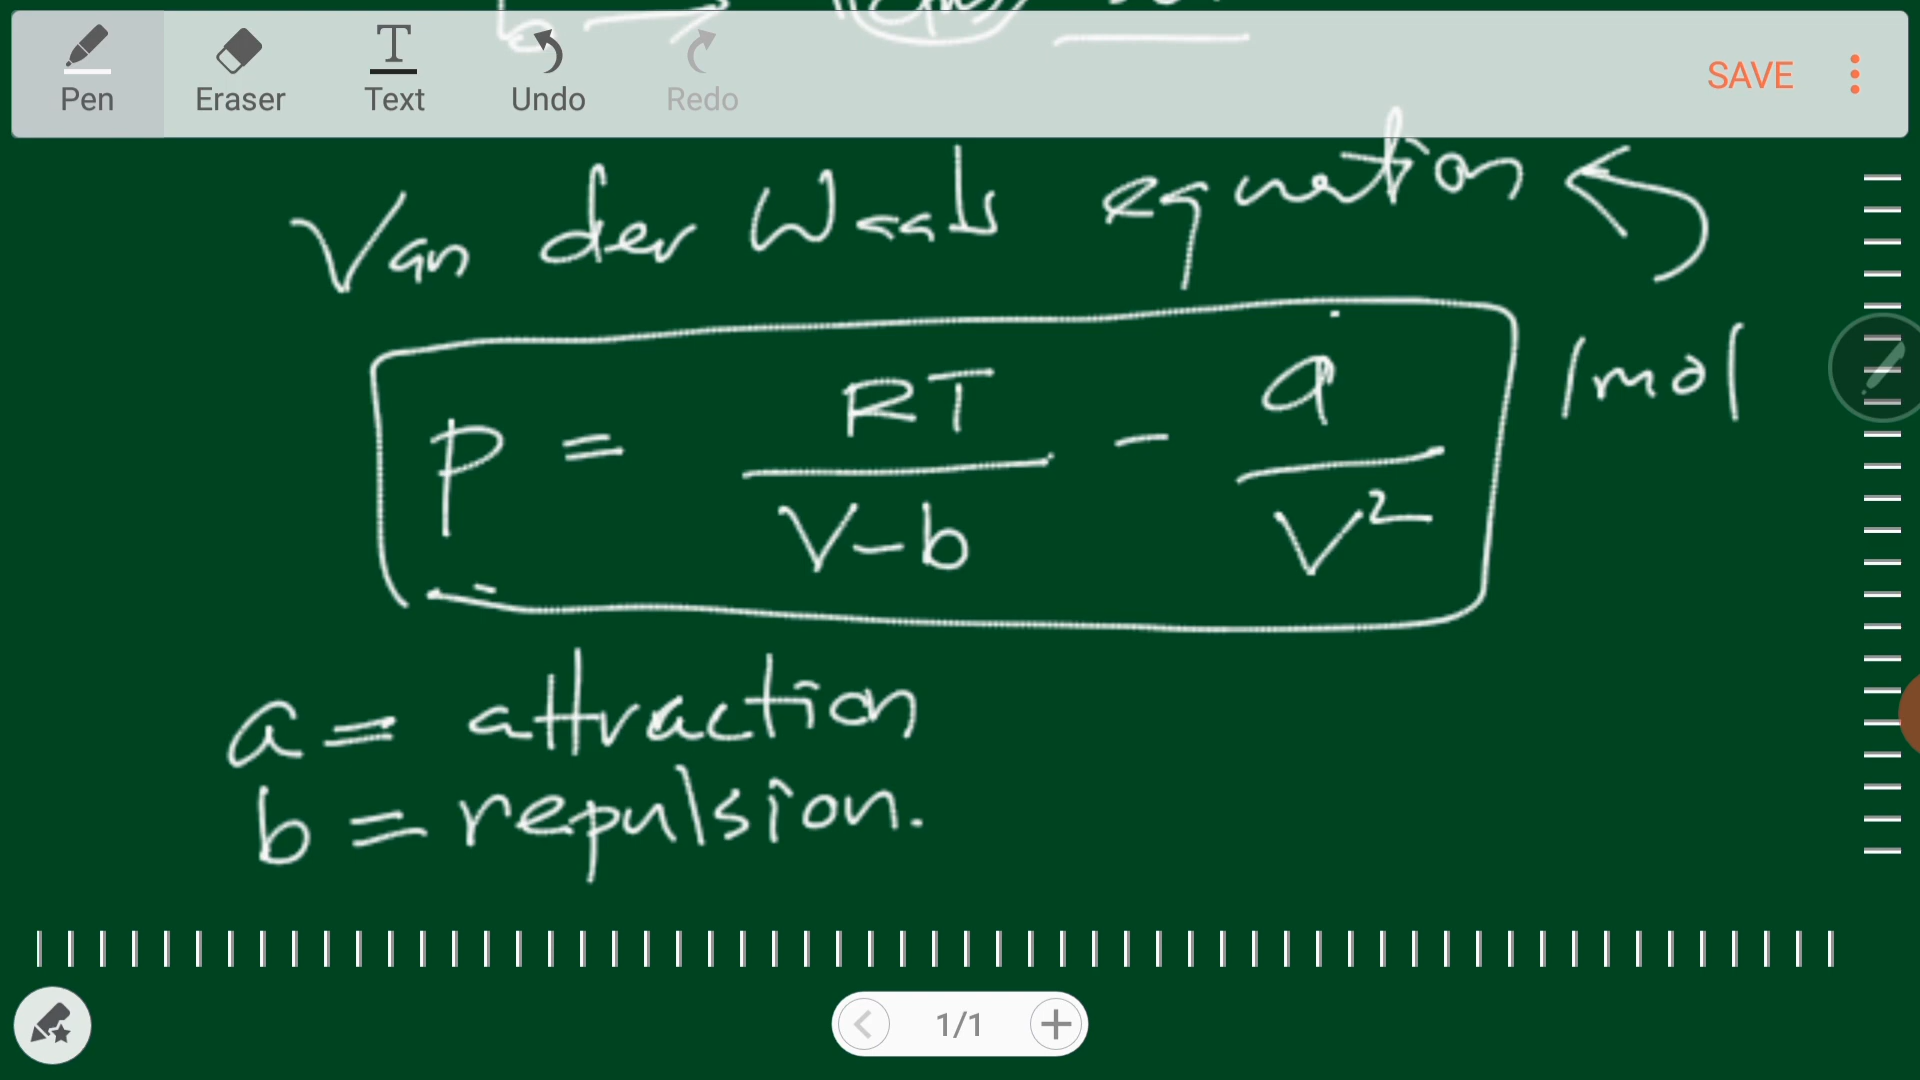 Pen Eraser Text Undo Redo SAVE
Van der Waals equation
P = RT / V-b - a / V² 1mol
a = attraction
b = repulsion.
1/1